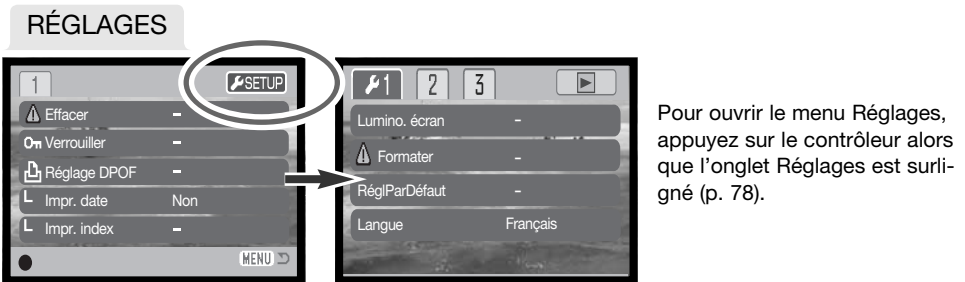 RÉGLAGES
1 SETUP
Effacer –
Verrouiller –
Réglage DPOF –
Impr. date Non
Impr. index –
MENU
1 2 3
Lumino. écran –
Formater –
RéglParDéfaut –
Langue Français
Pour ouvrir le menu Réglages,
appuyez sur le contrôleur alors
que l'onglet Réglages est surli-
gné (p. 78).